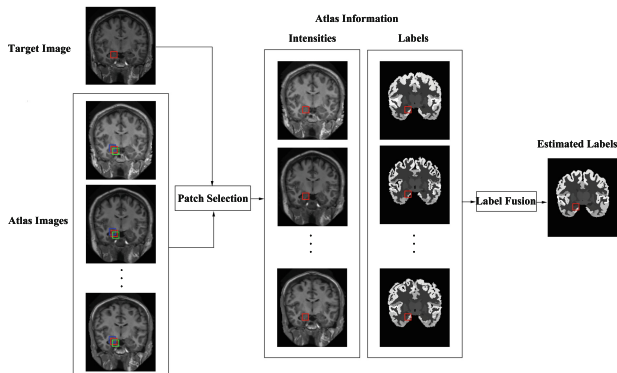 Atlas Information
Intensities
Labels
Target Image
Estimated Labels
Patch Selection
Label Fusion
Atlas Images